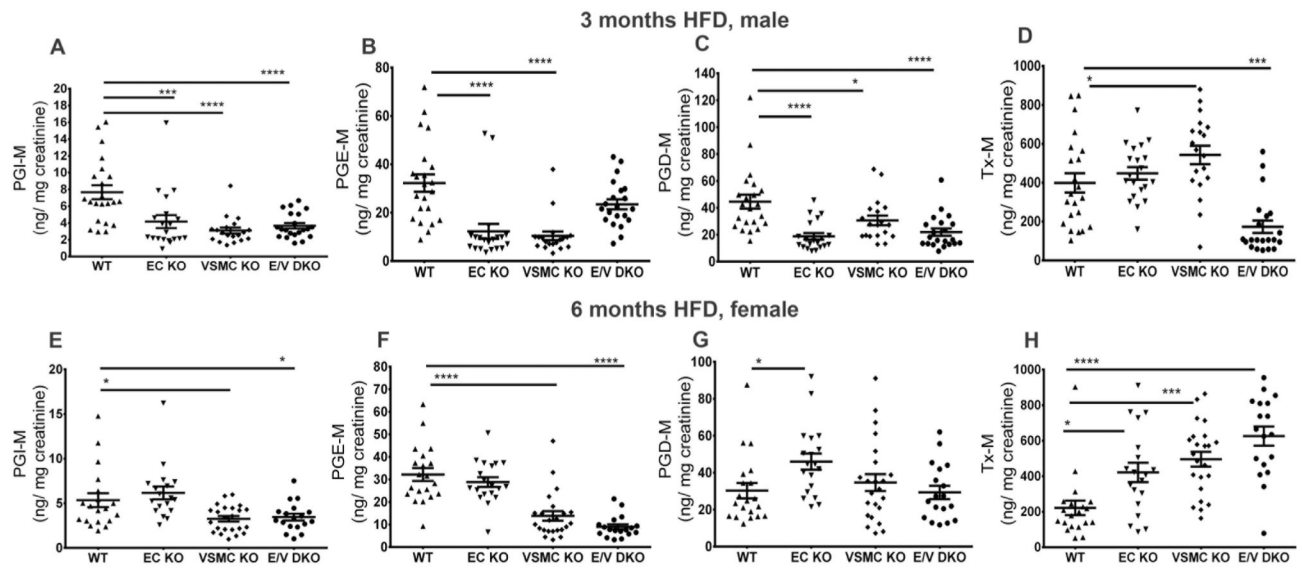 3 months HFD, male
A
PGI-M
(ng/ mg creatinine)
20
18
16
14
12
10
8
6
4
2
0
****
***
****
WT
EC KO
VSMC KO
E/V DKO
B
PGE-M
(ng/ mg creatinine)
80
60
40
20
0
****
****
WT
EC KO
VSMC KO
E/V DKO
C
PGD-M
(ng/ mg creatinine)
140
120
100
80
60
40
20
0
****
*
****
WT
EC KO
VSMC KO
E/V DKO
D
Tx-M
(ng/ mg creatinine)
1000
800
600
400
200
0
***
*
WT
EC KO
VSMC KO
E/V DKO
6 months HFD, female
E
PGI-M
(ng/ mg creatinine)
20
15
10
5
0
*
*
WT
EC KO
VSMC KO
E/V DKO
F
PGE-M
(ng/ mg creatinine)
80
70
60
50
40
30
20
10
0
****
****
WT
EC KO
VSMC KO
E/V DKO
G
PGD-M
(ng/ mg creatinine)
100
80
60
40
20
0
*
WT
EC KO
VSMC KO
E/V DKO
H
Tx-M
(ng/ mg creatinine)
1000
800
600
400
200
0
****
***
*
WT
EC KO
VSMC KO
E/V DKO